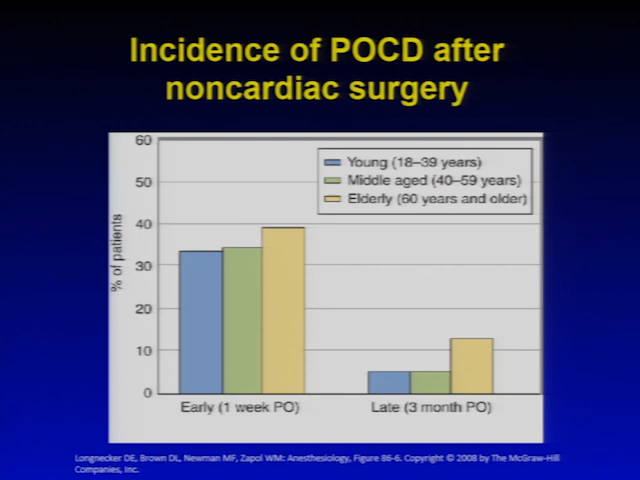 Incidence of POCD after
noncardiac surgery
60
50
40
30
20
10
0
% of patients
Young (18–39 years)
Middle aged (40–59 years)
Elderly (60 years and older)
Early (1 week PO)
Late (3 month PO)
Longnecker DE, Brown DL, Newman MF, Zapol WM: Anesthesiology, Figure 86-6. Copyright © 2008 by The McGraw-Hill
Companies, Inc.